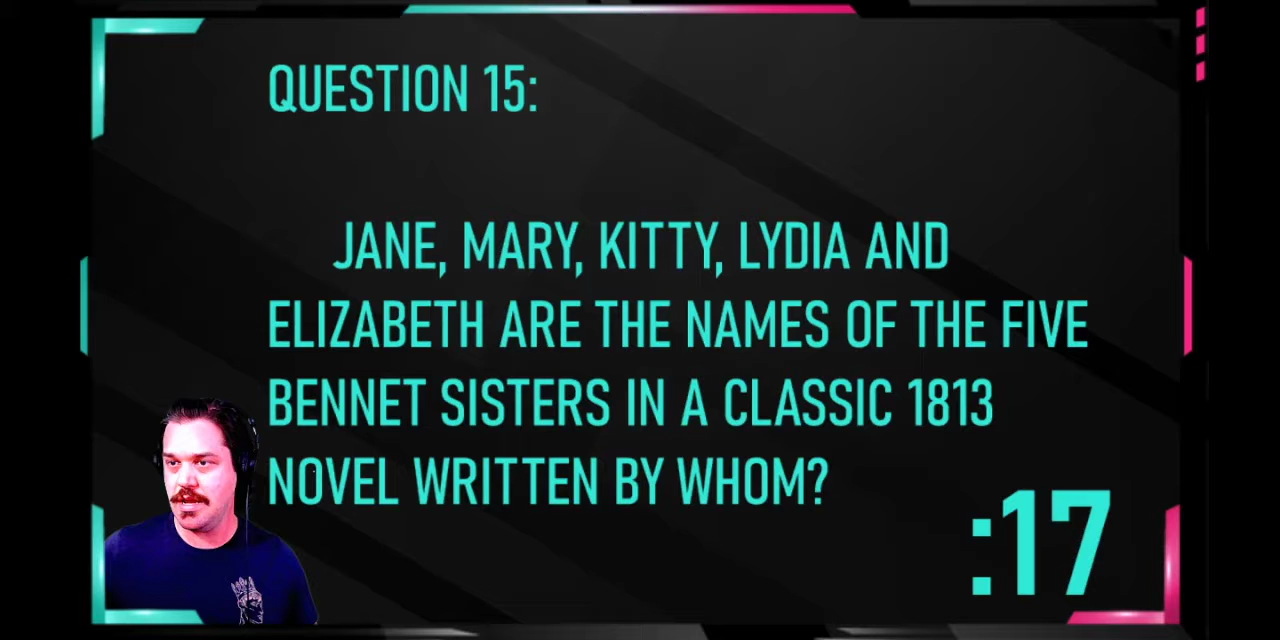 QUESTION 15:
JANE, MARY, KITTY, LYDIA AND
ELIZABETH ARE THE NAMES OF THE FIVE
BENNET SISTERS IN A CLASSIC 1813
NOVEL WRITTEN BY WHOM?
:17